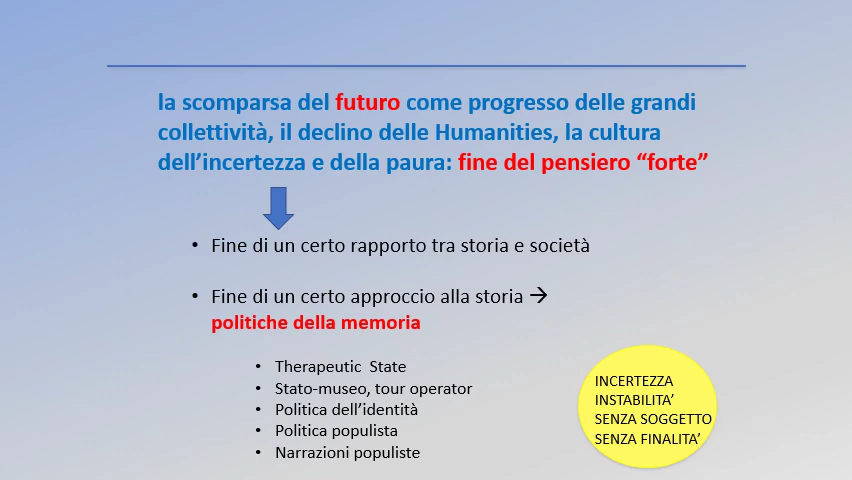 la scomparsa del futuro come progresso delle grandi
collettività, il declino delle Humanities, la cultura
dell’incertezza e della paura: fine del pensiero “forte”
• Fine di un certo rapporto tra storia e società
• Fine di un certo approccio alla storia →
politiche della memoria
• Therapeutic State
• Stato-museo, tour operator
• Politica dell’identità
• Politica populista
• Narrazioni populiste
INCERTEZZA
INSTABILITA’
SENZA SOGGETTO
SENZA FINALITA’